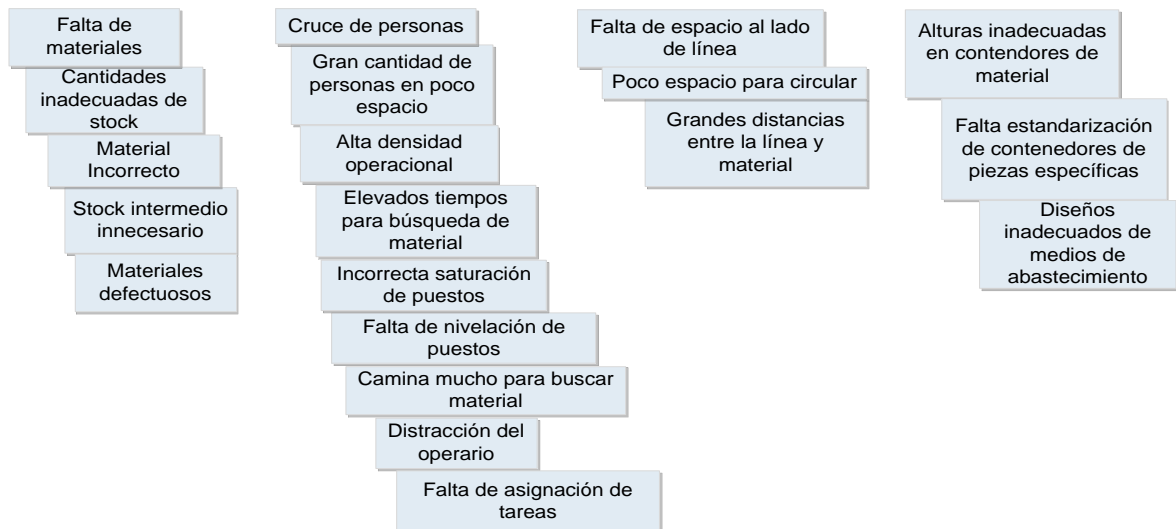 Falta de
materiales
Cantidades
inadecuadas de
stock
Material
Incorrecto
Stock intermedio
innecesario
Materiales
defectuosos
Cruce de personas
Gran cantidad de
personas en poco
espacio
Alta densidad
operacional
Elevados tiempos
para búsqueda de
material
Incorrecta saturación
de puestos
Falta de nivelación de
puestos
Camina mucho para buscar
material
Distracción del
operario
Falta de asignación de
tareas
Falta de espacio al lado
de línea
Poco espacio para circular
Grandes distancias
entre la línea y
material
Alturas inadecuadas
en contendores de
material
Falta estandarización
de contenedores de
piezas específicas
Diseños
inadecuados de
medios de
abastecimiento